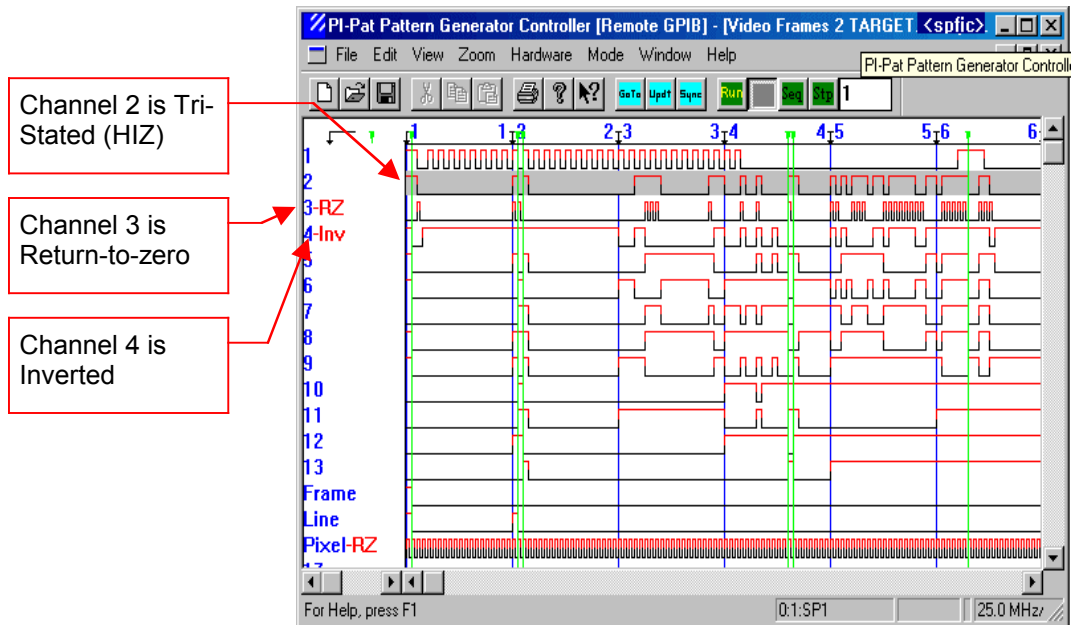 PI-Pat Pattern Generator Controller [Remote GPIB] - [Video Frames 2 TARGET. <spfic>.
File Edit View Zoom Hardware Mode Window Help
PI-Pat Pattern Generator Controlle
GoTo Updt Sync Run Seq Stp 1
Channel 2 is Tri-
Stated (HIZ)
Channel 3 is
Return-to-zero
Channel 4 is
Inverted
1 1 2 2 3 3 4 4 5 5 6 6
1
2
3-RZ
4-Inv
5
6
7
8
9
10
11
12
13
Frame
Line
Pixel-RZ
For Help, press F1
0:1:SP1
25.0 MHz